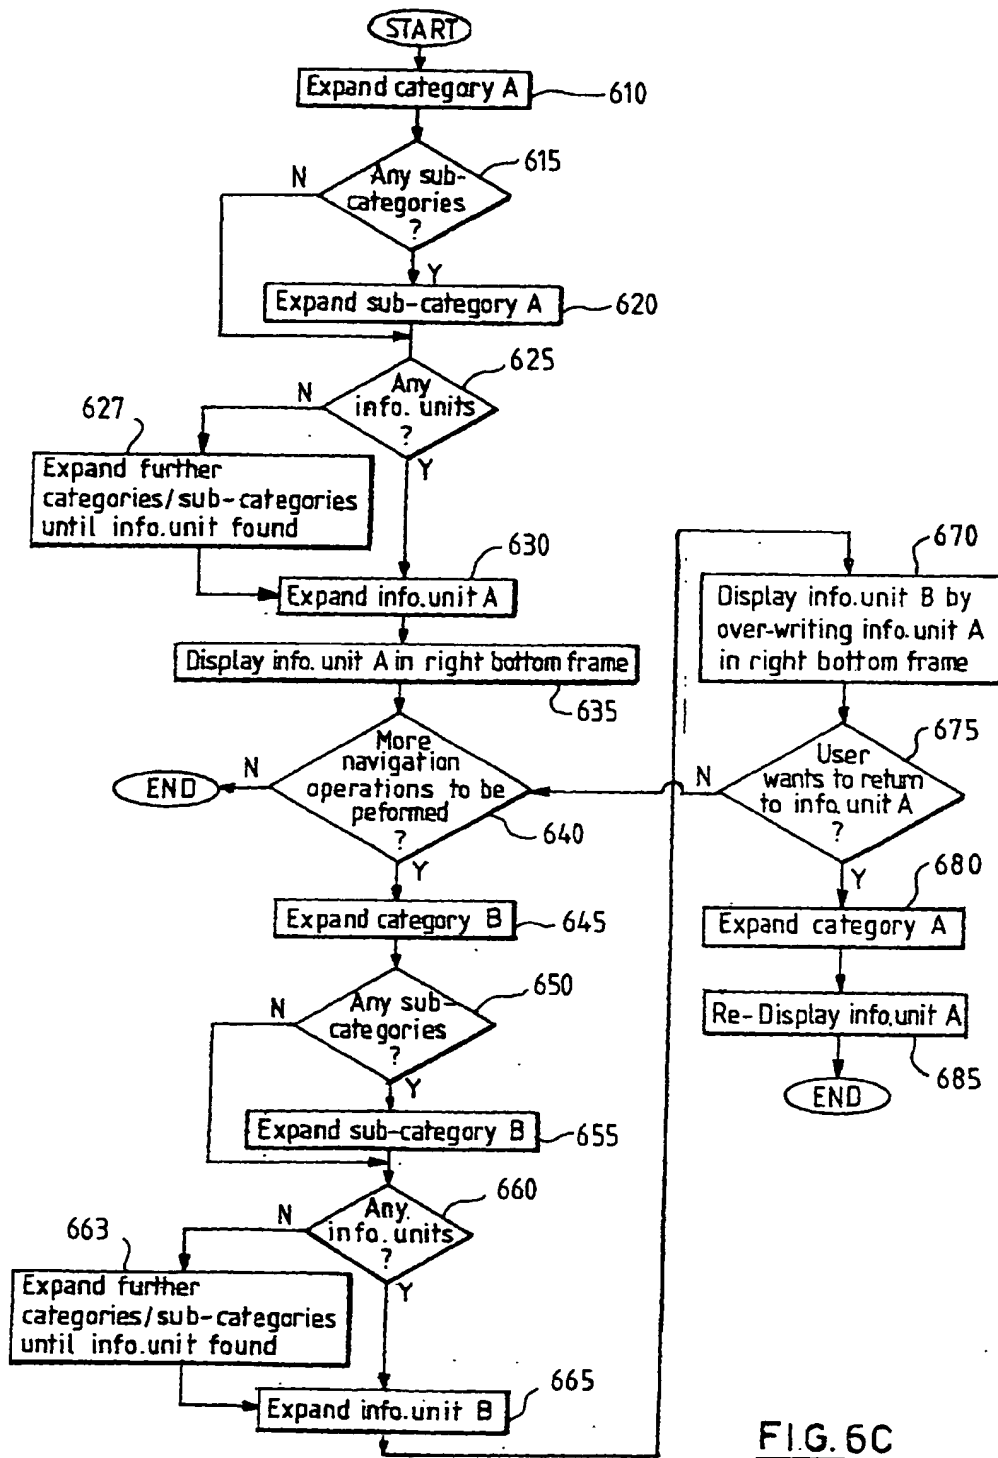 START
Expand category A
610
Any sub-
categories
?
615
N
Y
Expand sub-category A
620
Any
info. units
?
625
N
Y
627
Expand further
categories/sub-categories
until info.unit found
630
Expand info.unit A
Display info. unit A in right bottom frame
635
More
navigation
operations to be
peformed
?
640
N
END
Y
Expand category B
645
Any sub-
categories
?
650
N
Y
Expand sub-category B
655
Any
info. units
?
660
N
Y
663
Expand further
categories/sub-categories
until info.unit found
Expand info.unit B
665
670
Display info.unit B by
over-writing info.unit A
in right bottom frame
675
User
wants to return
to info.unit A
?
N
Y
680
Expand category A
Re-Display info.unit A
685
END
FIG. 6C